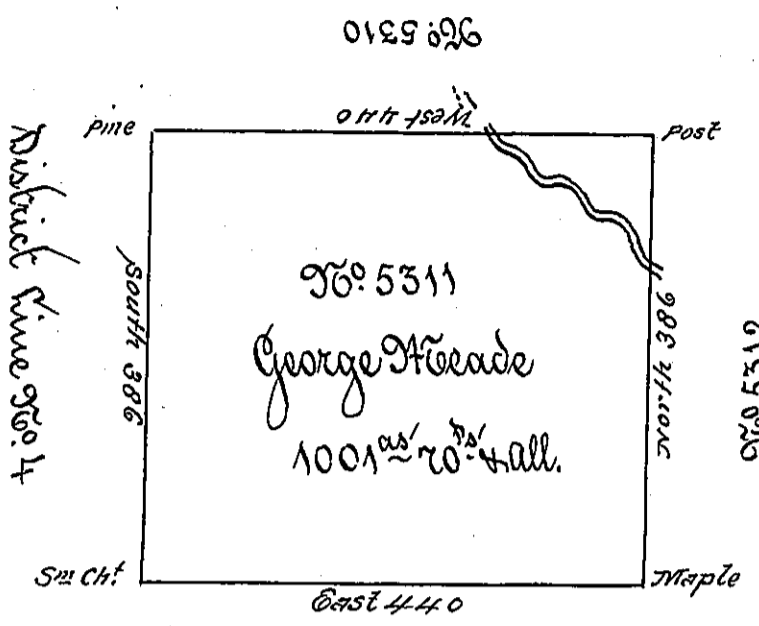 No. 5310
Pine
West 440
Post
District Line No. 4
South 386
No. 5311
George Meade
1001 as 70 ps & All.
North 386
No 5312
Sm Cht
East 440
Maple